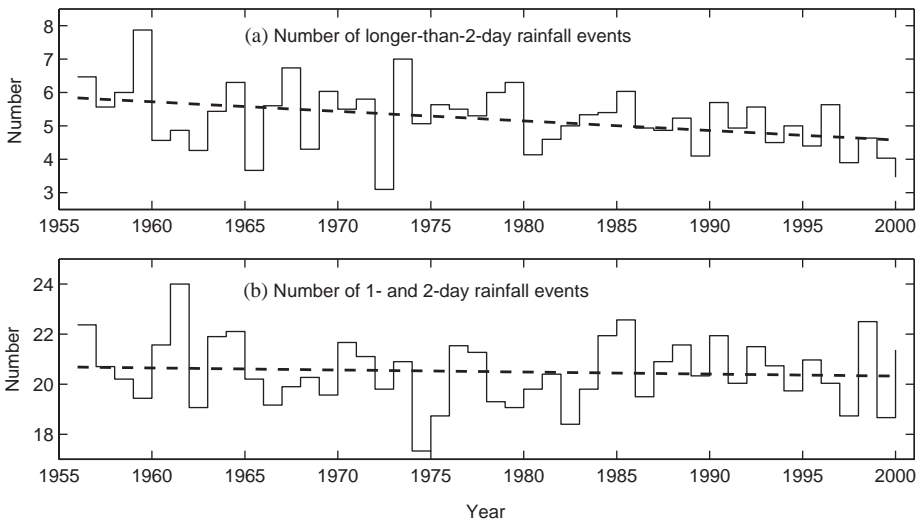 (a) Number of longer-than-2-day rainfall events
Number
8
7
6
5
4
3
1955 1960 1965 1970 1975 1980 1985 1990 1995 2000
(b) Number of 1- and 2-day rainfall events
Number
24
22
20
18
1955 1960 1965 1970 1975 1980 1985 1990 1995 2000
Year